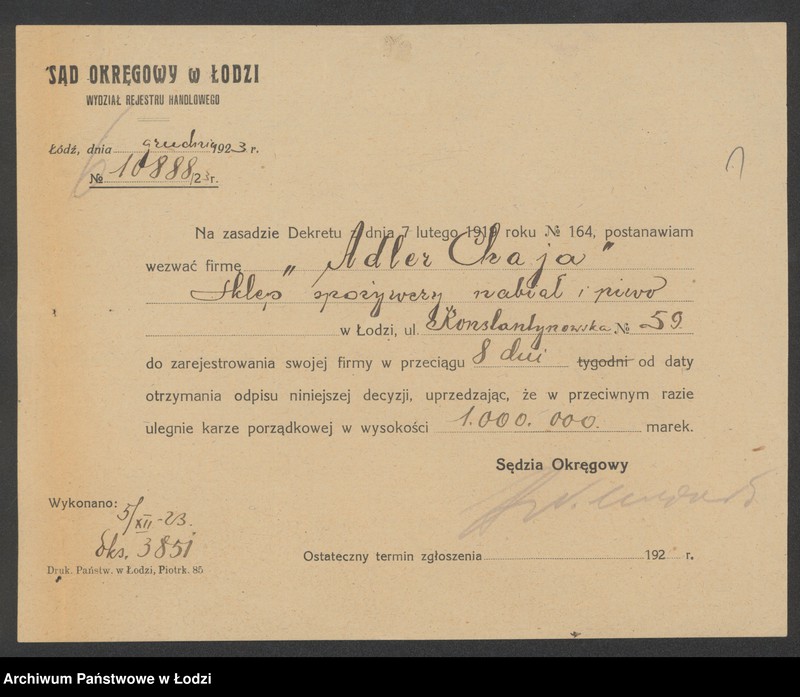 SĄD OKRĘGOWY w ŁODZI
WYDZIAŁ REJESTRU HANDLOWEGO
Łódź, dnia grudnia 1923 r.
№ 10888/23 r.
Na zasadzie Dekretu z dnia 7 lutego 1919 roku № 164, postanawiam
wezwać firmę „Adler Chaja”
Sklep spożywczy nabiał i piwo
w Łodzi, ul. Konstantynowska № 59
do zarejestrowania swojej firmy w przeciągu 8 dni tygodni od daty
otrzymania odpisu niniejszej decyzji, uprzedzając, że w przeciwnym razie
ulegnie karze porządkowej w wysokości 1.000.000. marek.
Sędzia Okręgowy
Wykonano:
5/XII-23.
Eks. 3851
Ostateczny termin zgłoszenia 192 r.
Druk. Państw. w Łodzi, Piotrk. 85
Archiwum Państwowe w Łodzi